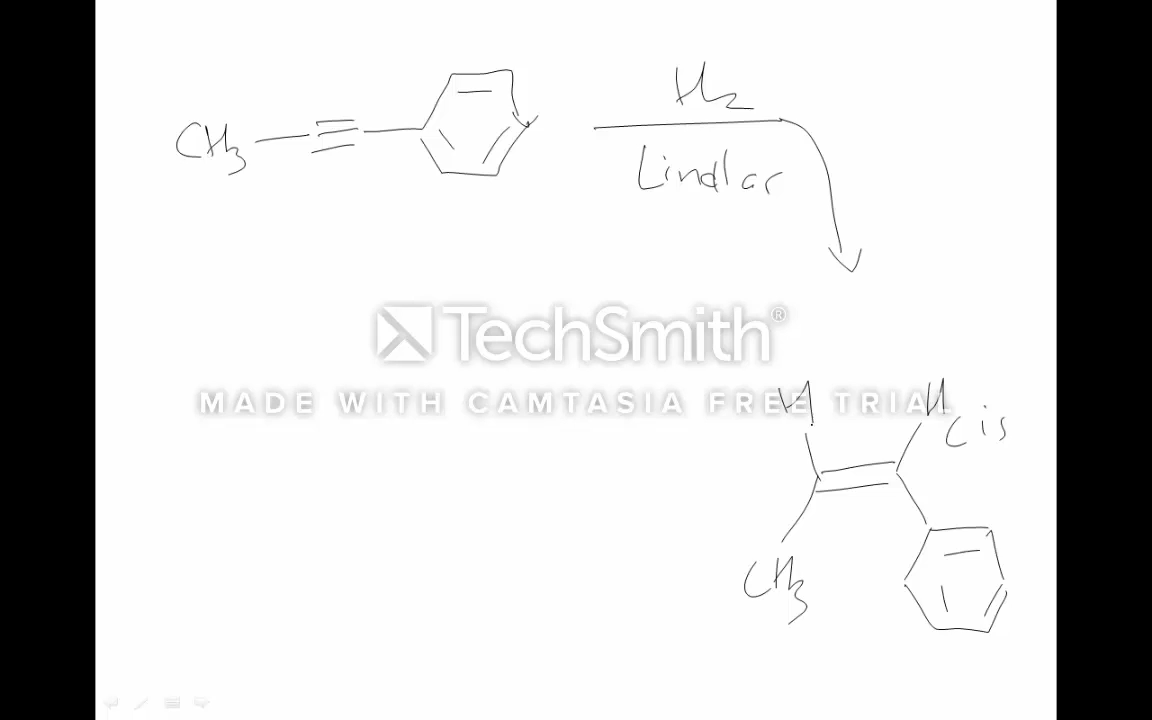 H2
CH3
Lindlar
TechSmith®
MADE WITH CAMTASIA FREE TRIAL
H H
cis
CH3